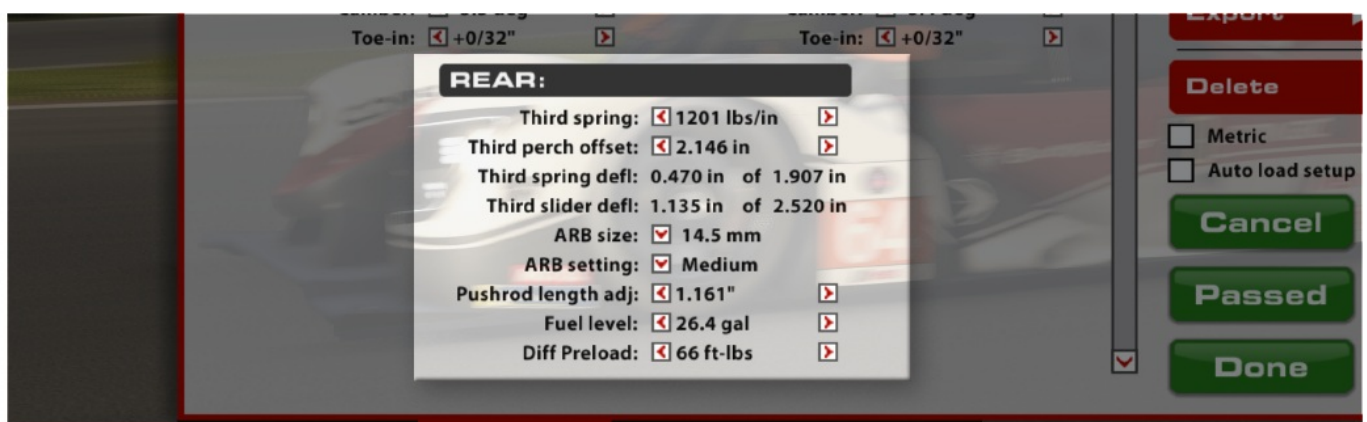 Export
Toe-in: +0/32"
Toe-in: +0/32"
REAR:
Third spring: 1201 lbs/in
Third perch offset: 2.146 in
Third spring defl: 0.470 in of 1.907 in
Third slider defl: 1.135 in of 2.520 in
ARB size: 14.5 mm
ARB setting: Medium
Pushrod length adj: 1.161"
Fuel level: 26.4 gal
Diff Preload: 66 ft-lbs
Delete
Metric
Auto load setup
Cancel
Passed
Done